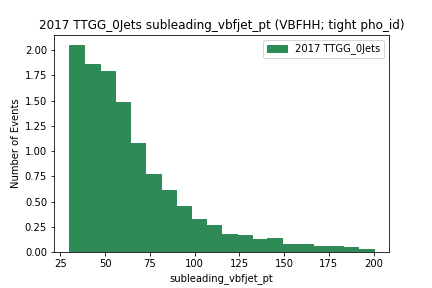 2017 TTGG_0Jets subleading_vbfjet_pt (VBFHH; tight pho_id)
2017 TTGG_0Jets
Number of Events
2.00
1.75
1.50
1.25
1.00
0.75
0.50
0.25
0.00
25 50 75 100 125 150 175 200
subleading_vbfjet_pt